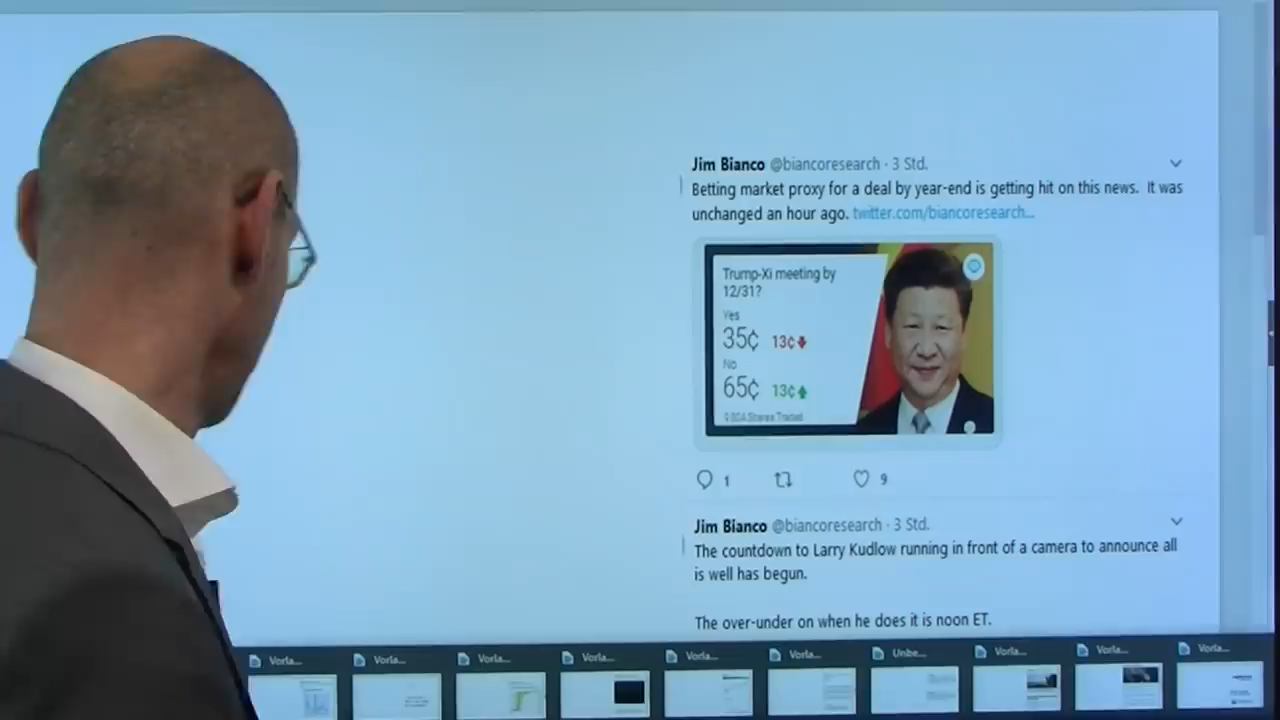 Jim Bianco @biancoresearch · 3 Std.
Betting market proxy for a deal by year-end is getting hit on this news. It was
unchanged an hour ago. twitter.com/biancoresearch...
Trump-Xi meeting by
12/31?
Yes
35¢ 13¢
No
65¢ 13¢
Shares Traded
1
9
Jim Bianco @biancoresearch · 3 Std.
The countdown to Larry Kudlow running in front of a camera to announce all
is well has begun.
The over-under on when he does it is noon ET.
Vorla... Vorla... Vorla... Vorla... Vorla... Vorla... Unbe... Vorla... Vorla... Vorla...